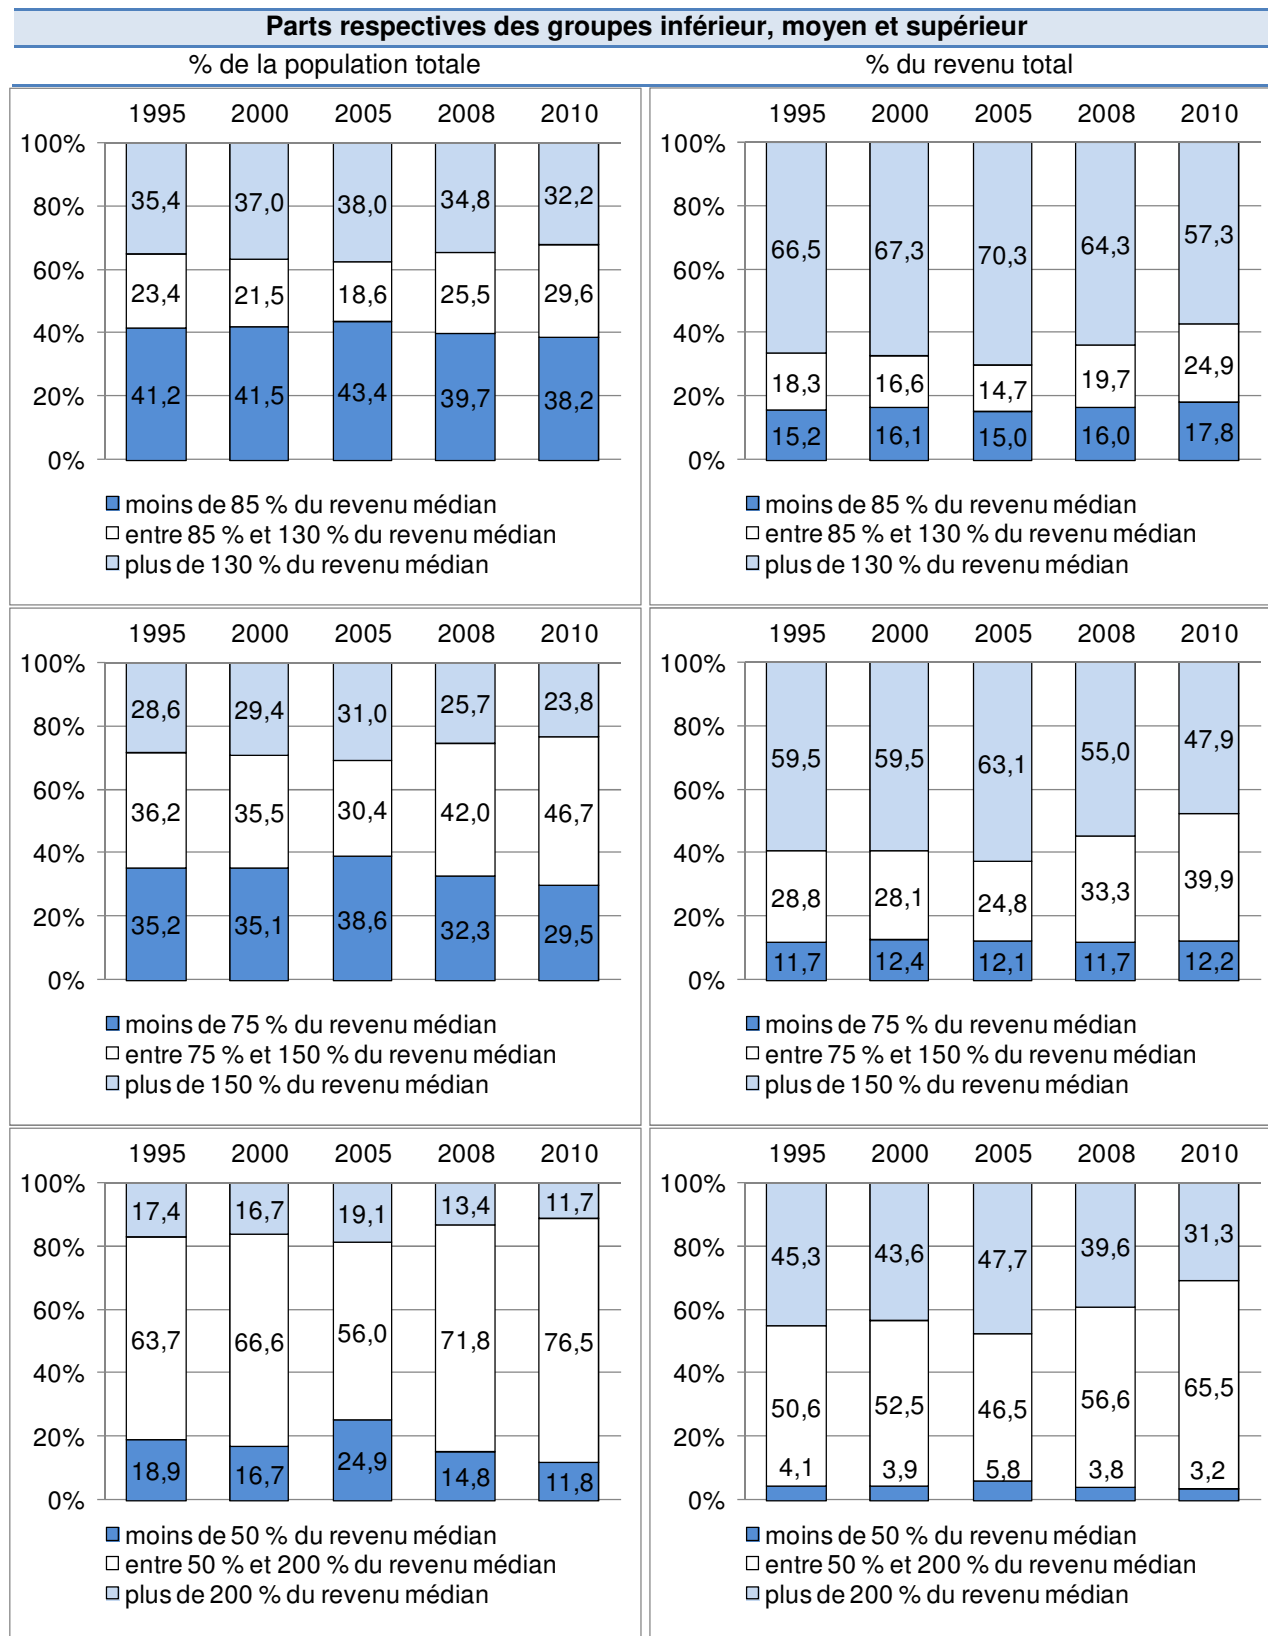 Parts respectives des groupes inférieur, moyen et supérieur
% de la population totale
% du revenu total
1995 2000 2005 2008 2010
100%
80%
60%
40%
20%
0%
35,4 37,0 38,0 34,8 32,2
23,4 21,5 18,6 25,5 29,6
41,2 41,5 43,4 39,7 38,2
moins de 85 % du revenu médian
entre 85 % et 130 % du revenu médian
plus de 130 % du revenu médian
1995 2000 2005 2008 2010
100%
80%
60%
40%
20%
0%
66,5 67,3 70,3 64,3 57,3
18,3 16,6 14,7 19,7 24,9
15,2 16,1 15,0 16,0 17,8
moins de 85 % du revenu médian
entre 85 % et 130 % du revenu médian
plus de 130 % du revenu médian
1995 2000 2005 2008 2010
100%
80%
60%
40%
20%
0%
28,6 29,4 31,0 25,7 23,8
36,2 35,5 30,4 42,0 46,7
35,2 35,1 38,6 32,3 29,5
moins de 75 % du revenu médian
entre 75 % et 150 % du revenu médian
plus de 150 % du revenu médian
1995 2000 2005 2008 2010
100%
80%
60%
40%
20%
0%
59,5 59,5 63,1 55,0 47,9
28,8 28,1 24,8 33,3 39,9
11,7 12,4 12,1 11,7 12,2
moins de 75 % du revenu médian
entre 75 % et 150 % du revenu médian
plus de 150 % du revenu médian
1995 2000 2005 2008 2010
100%
80%
60%
40%
20%
0%
17,4 16,7 19,1 13,4 11,7
63,7 66,6 56,0 71,8 76,5
18,9 16,7 24,9 14,8 11,8
moins de 50 % du revenu médian
entre 50 % et 200 % du revenu médian
plus de 200 % du revenu médian
1995 2000 2005 2008 2010
100%
80%
60%
40%
20%
0%
45,3 43,6 47,7 39,6 31,3
50,6 52,5 46,5 56,6 65,5
4,1 3,9 5,8 3,8 3,2
moins de 50 % du revenu médian
entre 50 % et 200 % du revenu médian
plus de 200 % du revenu médian